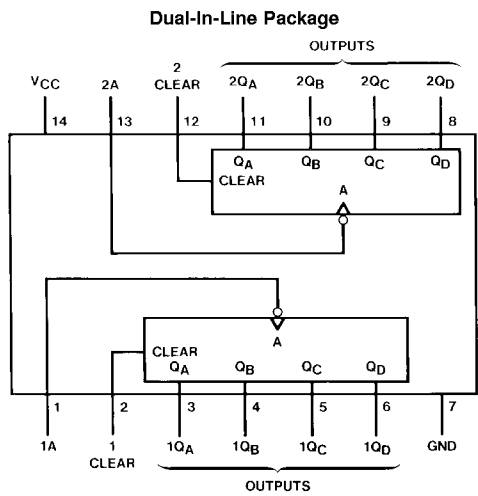 Dual-In-Line Package
OUTPUTS
VCC 2A 2 CLEAR 2QA 2QB 2QC 2QD
14 13 12 11 10 9 8
QA QB QC QD
CLEAR
A
A
CLEAR
QA QB QC QD
1 2 3 4 5 6 7
1A 1 CLEAR 1QA 1QB 1QC 1QD GND
OUTPUTS